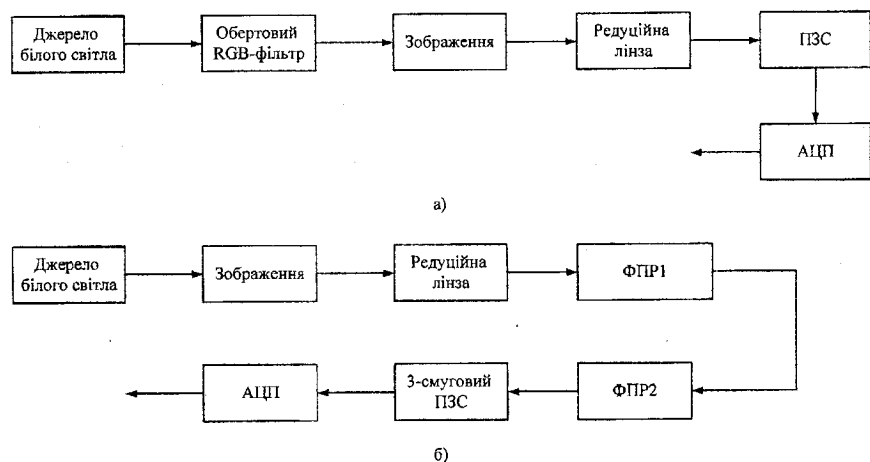 Джерело
білого світла
Обертовий
RGB-фільтр
Зображення
Редуційна
лінза
ПЗС
АЦП
а)
Джерело
білого світла
Зображення
Редуційна
лінза
ФПР1
АЦП
3-смуговий
ПЗС
ФПР2
б)